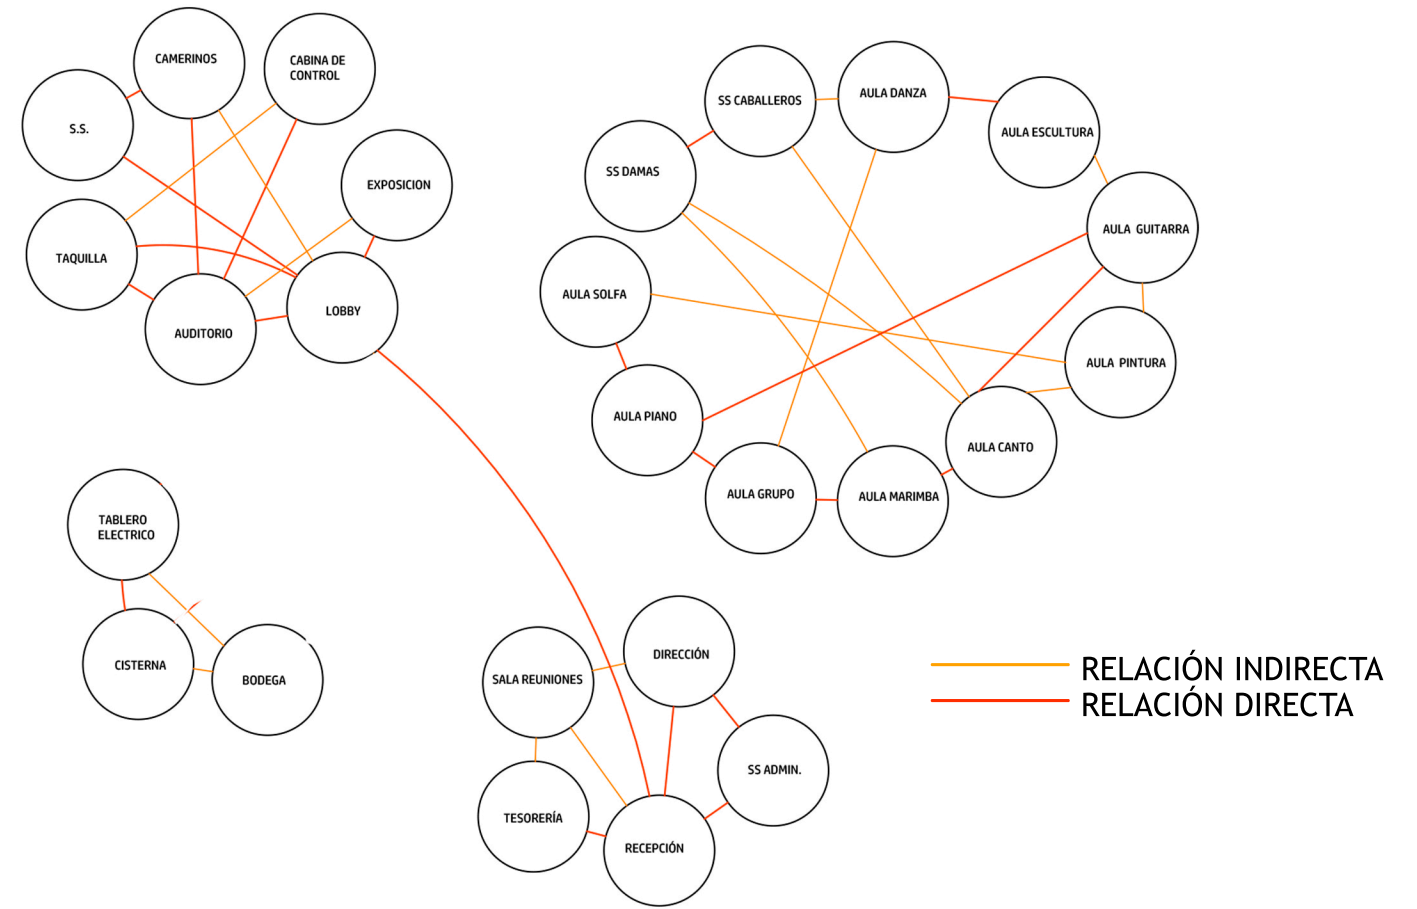 CAMERINOS
CABINA DE
CONTROL
S.S.
EXPOSICION
TAQUILLA
LOBBY
AUDITORIO
SS CABALLEROS
AULA DANZA
AULA ESCULTURA
SS DAMAS
AULA GUITARRA
AULA SOLFA
AULA PINTURA
AULA PIANO
AULA CANTO
AULA GRUPO
AULA MARIMBA
TABLERO
ELECTRICO
CISTERNA
BODEGA
DIRECCIÓN
SALA REUNIONES
SS ADMIN.
TESORERÍA
RECEPCIÓN
RELACIÓN INDIRECTA
RELACIÓN DIRECTA